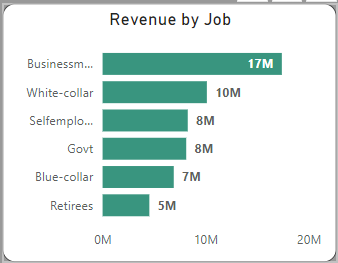 Revenue by Job
Businessm... 17M
White-collar 10M
Selfemplo... 8M
Govt 8M
Blue-collar 7M
Retirees 5M
0M 10M 20M